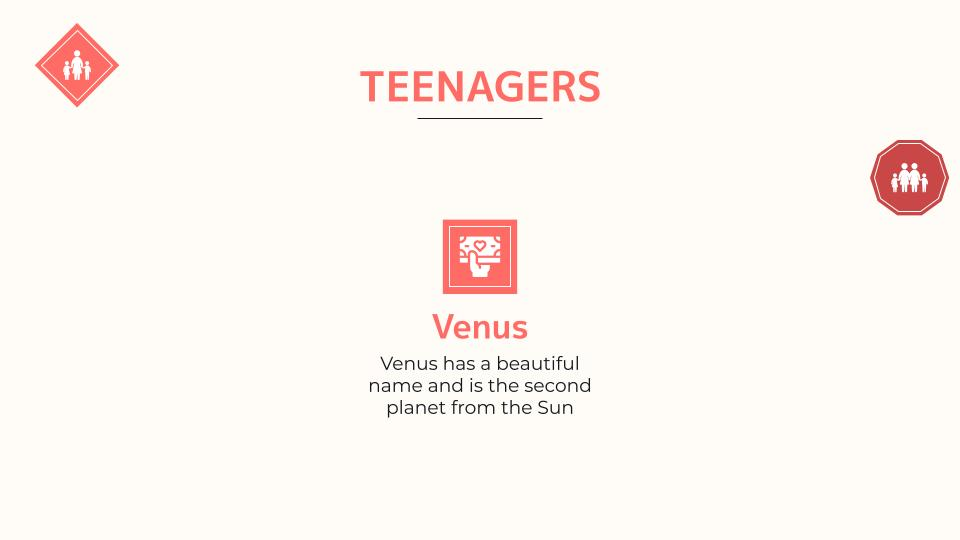 TEENAGERS
Venus
Venus has a beautiful
name and is the second
planet from the Sun